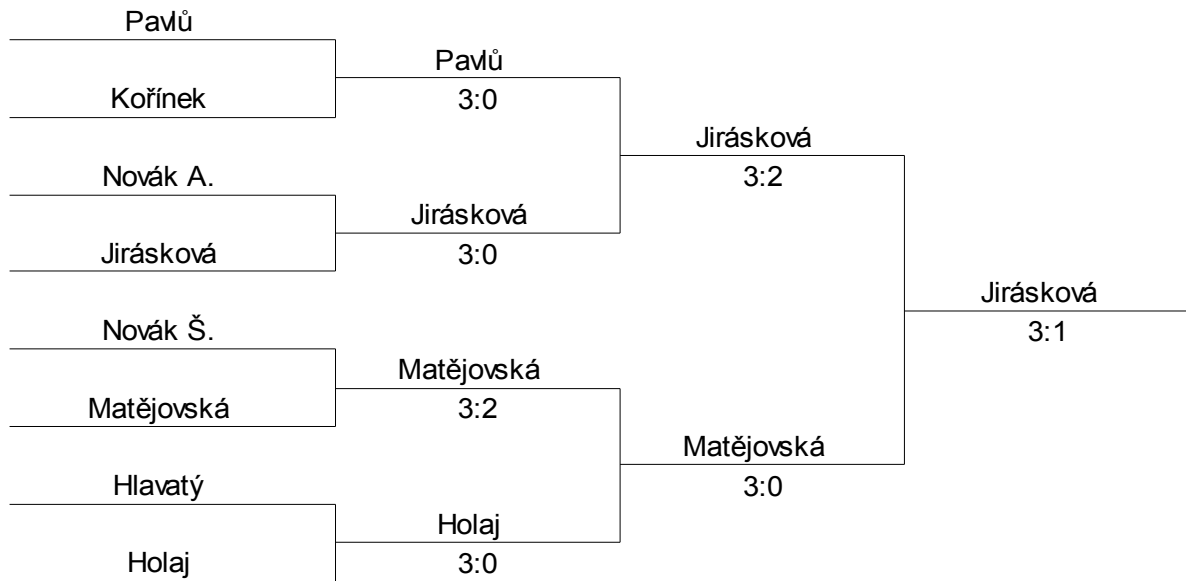 Pavlů
Pavlů
Kořínek
3:0
Jirásková
Novák A.
3:2
Jirásková
Jirásková
3:0
Jirásková
Novák Š.
3:1
Matějovská
Matějovská
3:2
Matějovská
Hlavatý
3:0
Holaj
Holaj
3:0